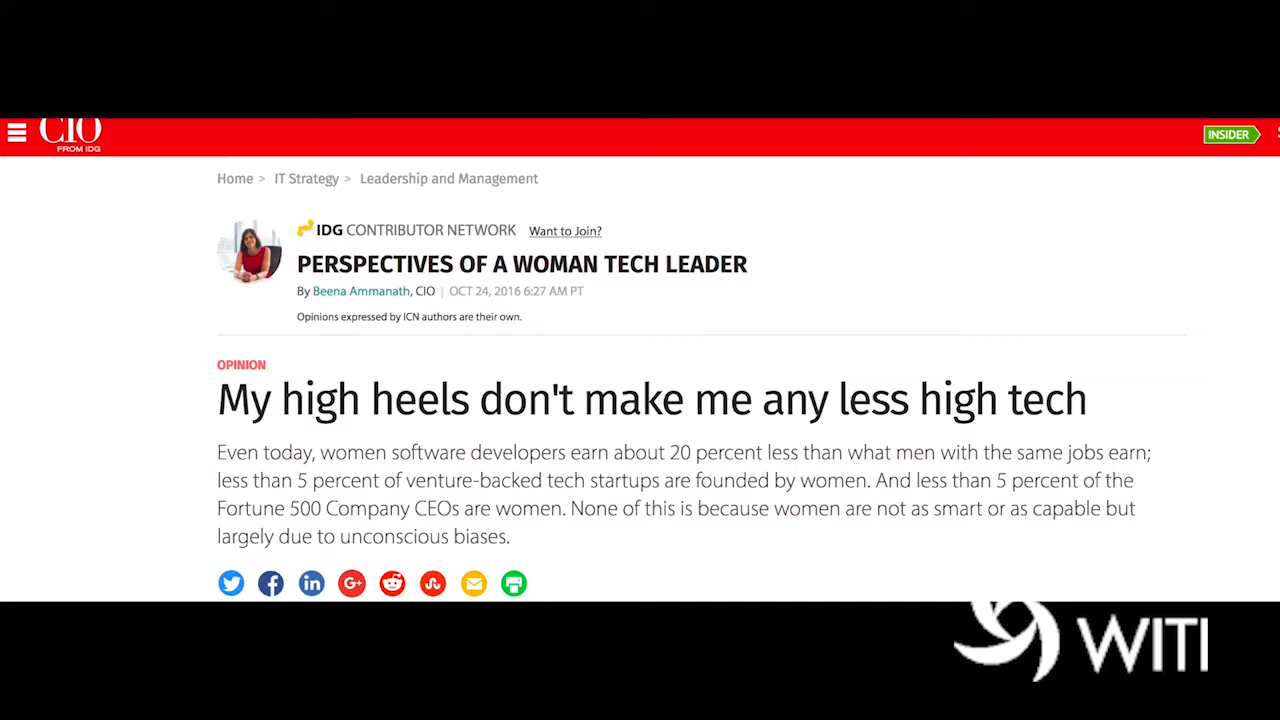 CIO
FROM IDG
INSIDER
Home > IT Strategy > Leadership and Management
IDG CONTRIBUTOR NETWORK Want to Join?
PERSPECTIVES OF A WOMAN TECH LEADER
By Beena Ammanath, CIO | OCT 24, 2016 6:27 AM PT
Opinions expressed by ICN authors are their own.
OPINION
My high heels don't make me any less high tech
Even today, women software developers earn about 20 percent less than what men with the same jobs earn;
less than 5 percent of venture-backed tech startups are founded by women. And less than 5 percent of the
Fortune 500 Company CEOs are women. None of this is because women are not as smart or as capable but
largely due to unconscious biases.
WITI